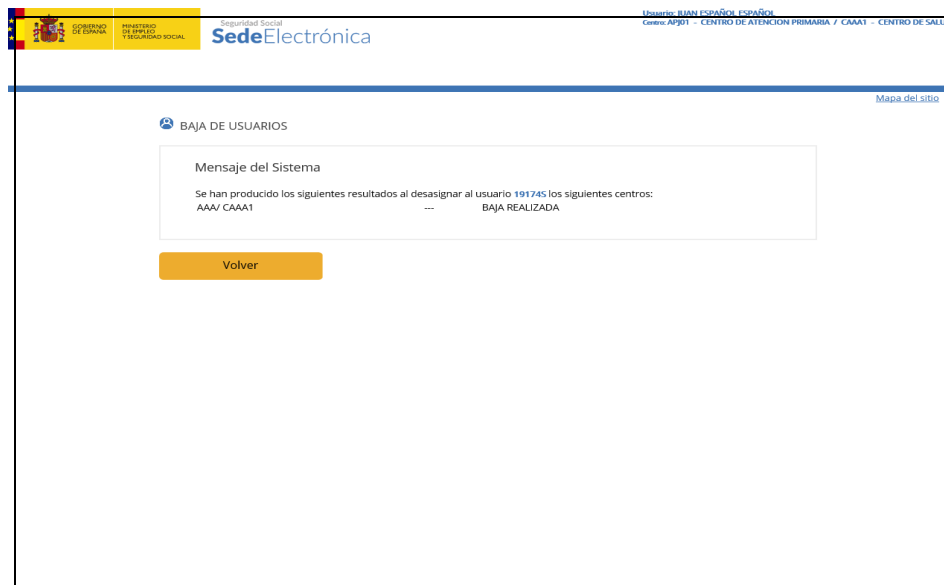 GOBIERNO
DE ESPAÑA
MINISTERIO
DE EMPLEO
Y SEGURIDAD SOCIAL
Seguridad Social
SedeElectrónica
Usuario: JUAN ESPAÑOL ESPAÑOL
Centro: APJ01 - CENTRO DE ATENCION PRIMARIA / CAAA1 - CENTRO DE
Mapa del sitio
BAJA DE USUARIOS
Mensaje del Sistema
Se han producido los siguientes resultados al desasignar al usuario 19174S los siguientes centros:
AAA/ CAAA1 --- BAJA REALIZADA
Volver